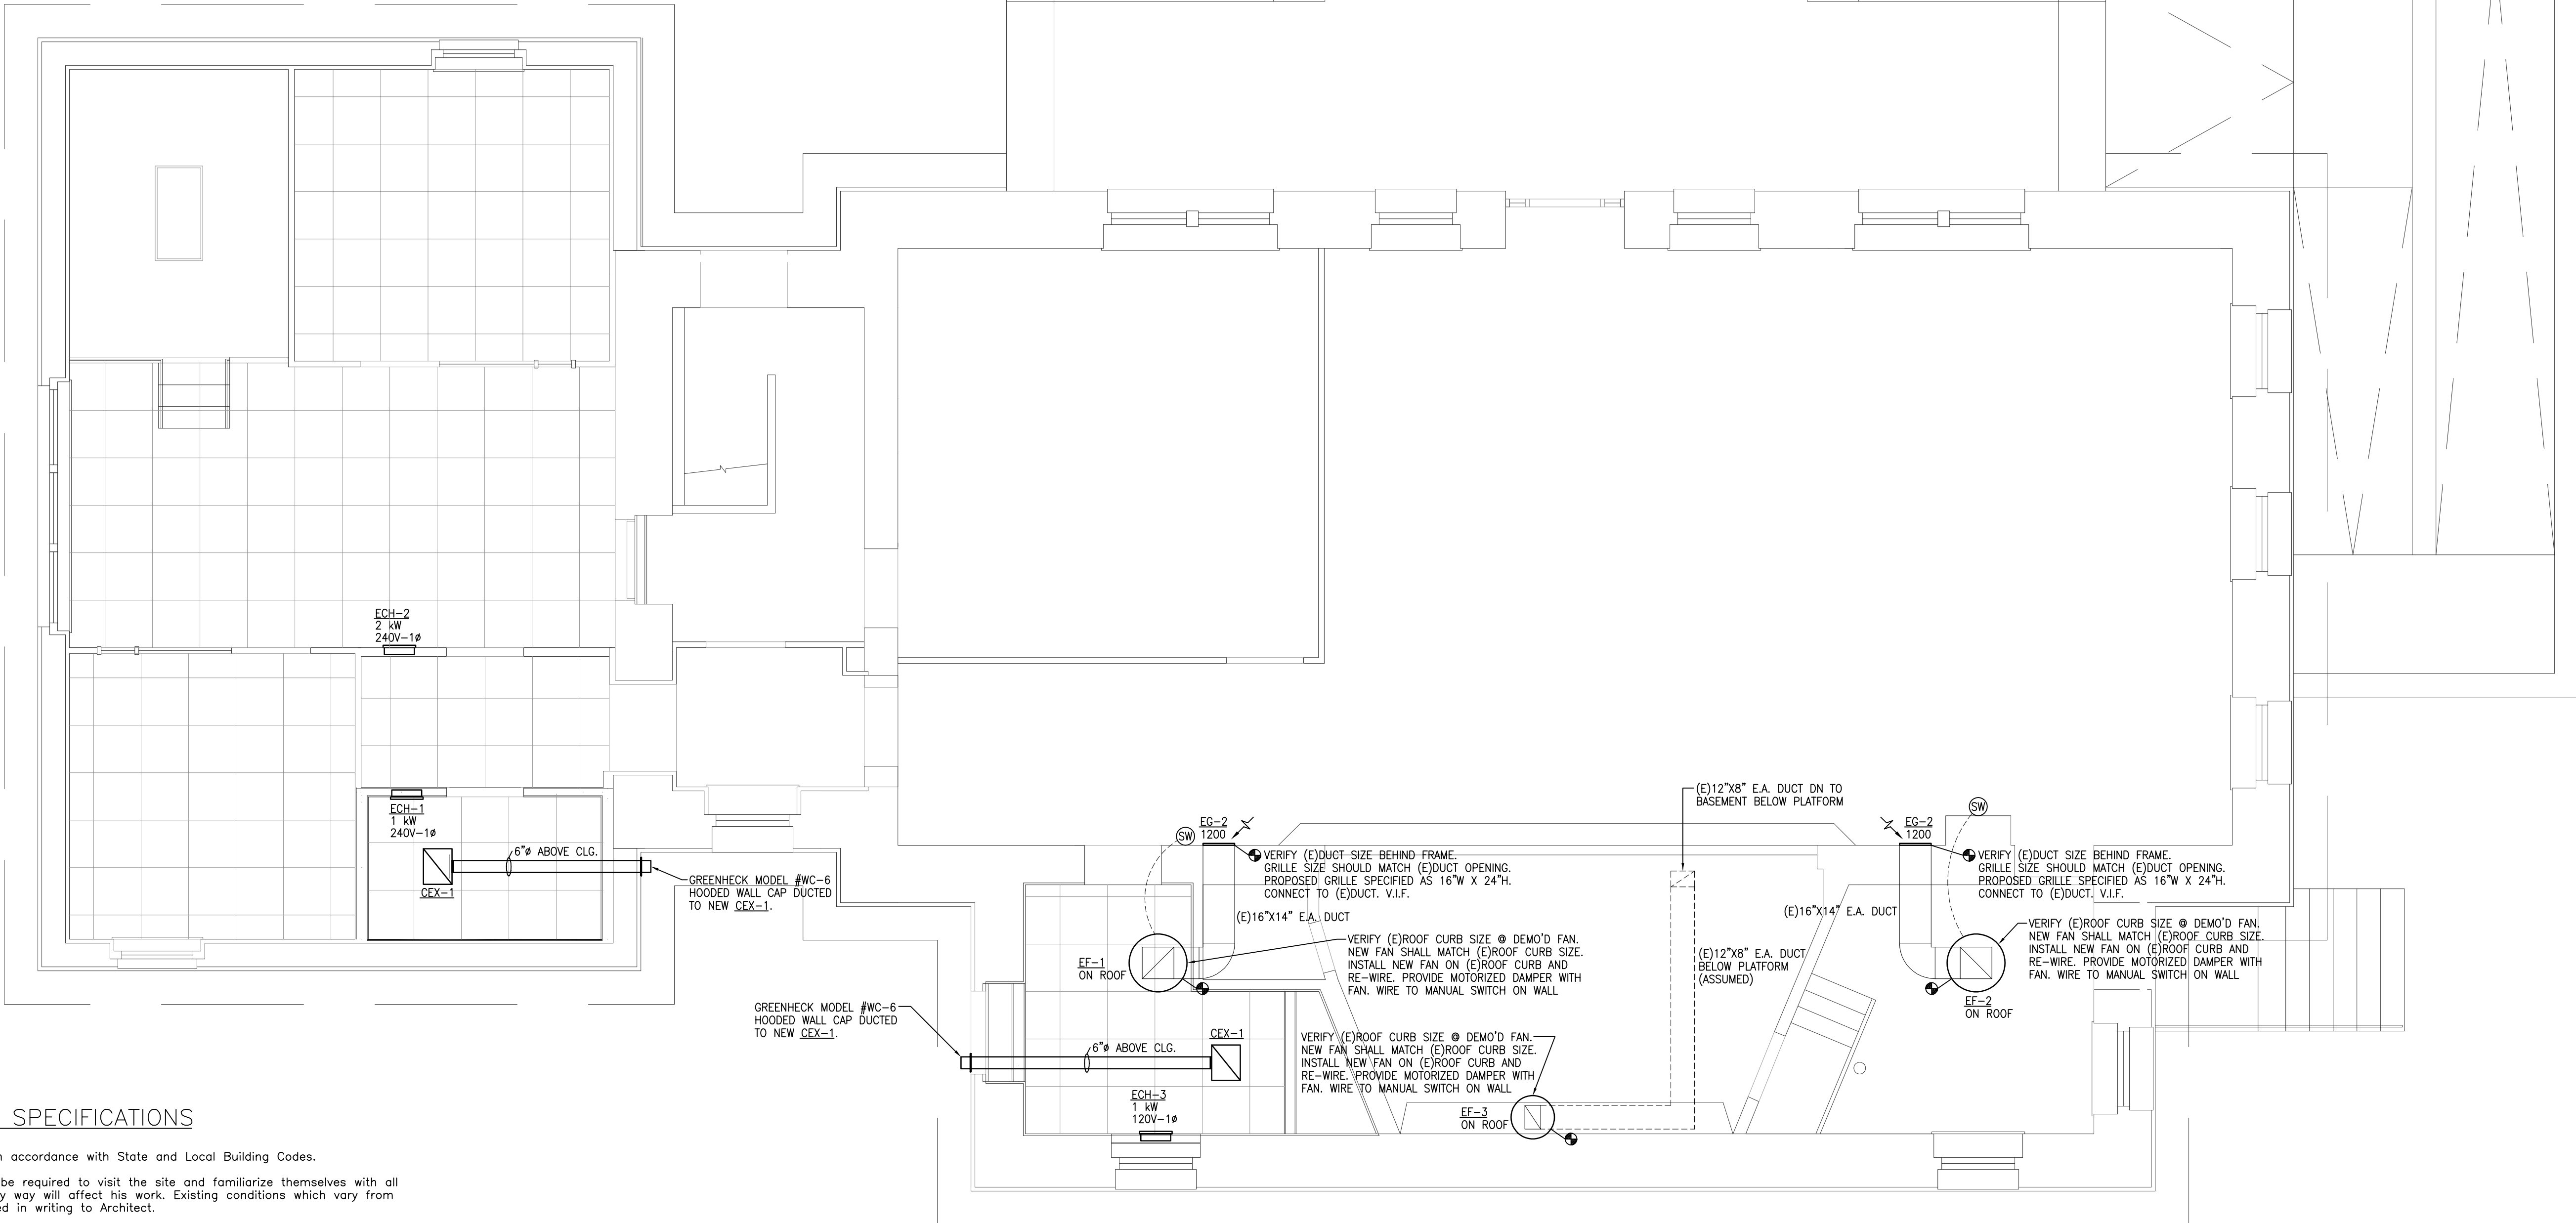 ECH-2
2 kW
240V-1ø
ECH-1
1 kW
240V-1ø
6"ø ABOVE CLG.
CEX-1
GREENHECK MODEL #WC-6
HOODED WALL CAP DUCTED
TO NEW CEX-1.
(E)12"X8" E.A. DUCT DN TO
BASEMENT BELOW PLATFORM
SW
EG-2
1200
VERIFY (E)DUCT SIZE BEHIND FRAME.
GRILLE SIZE SHOULD MATCH (E)DUCT OPENING.
PROPOSED GRILLE SPECIFIED AS 16"W X 24"H.
CONNECT TO (E)DUCT. V.I.F.
(E)16"X14" E.A. DUCT
EF-1
ON ROOF
VERIFY (E)ROOF CURB SIZE @ DEMO'D FAN.
NEW FAN SHALL MATCH (E)ROOF CURB SIZE.
INSTALL NEW FAN ON (E)ROOF CURB AND
RE-WIRE. PROVIDE MOTORIZED DAMPER WITH
FAN. WIRE TO MANUAL SWITCH ON WALL
(E)12"X8" E.A. DUCT
BELOW PLATFORM
(ASSUMED)
EG-2
1200
SW
VERIFY (E)DUCT SIZE BEHIND FRAME.
GRILLE SIZE SHOULD MATCH (E)DUCT OPENING.
PROPOSED GRILLE SPECIFIED AS 16"W X 24"H.
CONNECT TO (E)DUCT. V.I.F.
(E)16"X14" E.A. DUCT
VERIFY (E)ROOF CURB SIZE @ DEMO'D FAN.
NEW FAN SHALL MATCH (E)ROOF CURB SIZE.
INSTALL NEW FAN ON (E)ROOF CURB AND
RE-WIRE. PROVIDE MOTORIZED DAMPER WITH
FAN. WIRE TO MANUAL SWITCH ON WALL
EF-2
ON ROOF
GREENHECK MODEL #WC-6
HOODED WALL CAP DUCTED
TO NEW CEX-1.
6"ø ABOVE CLG.
CEX-1
ECH-3
1 kW
120V-1ø
VERIFY (E)ROOF CURB SIZE @ DEMO'D FAN.
NEW FAN SHALL MATCH (E)ROOF CURB SIZE.
INSTALL NEW FAN ON (E)ROOF CURB AND
RE-WIRE. PROVIDE MOTORIZED DAMPER WITH
FAN. WIRE TO MANUAL SWITCH ON WALL
EF-3
ON ROOF
SPECIFICATIONS
accordance with State and Local Building Codes.
be required to visit the site and familiarize themselves with all
way will affect his work. Existing conditions which vary from
in writing to Architect.